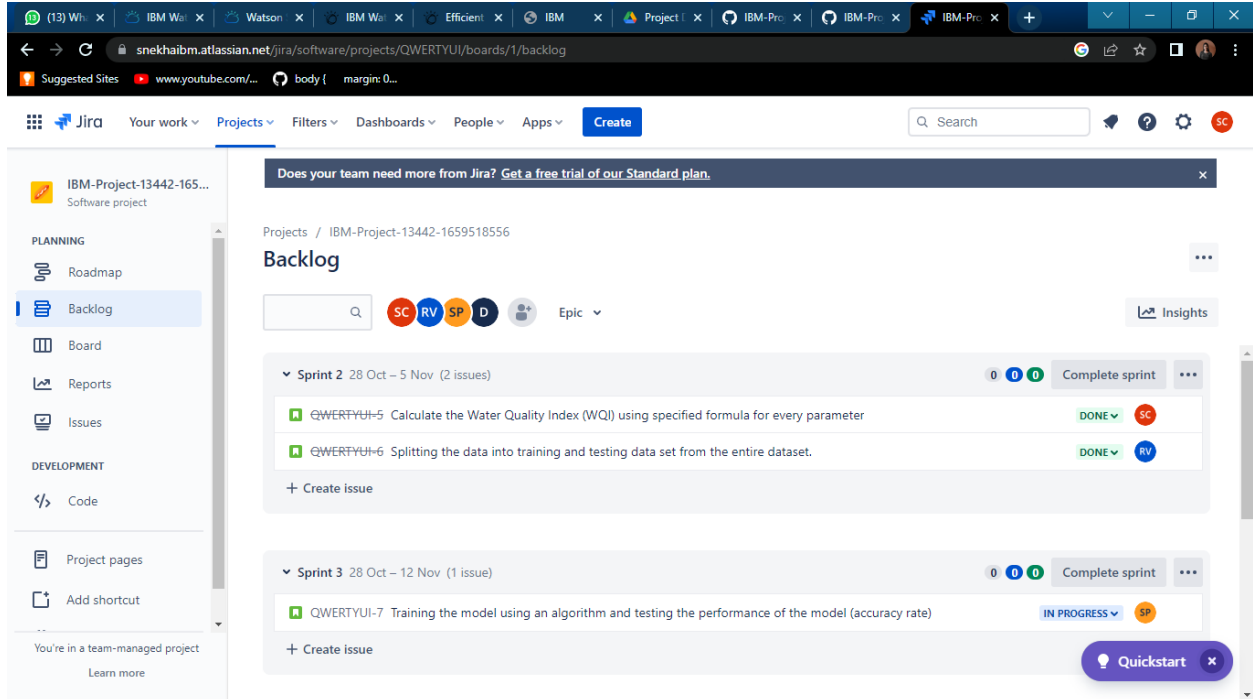 (13) Wha
IBM Wat
Watson
IBM Wat
Efficient
IBM
Project D
IBM-Proj
IBM-Pro
IBM-Pro
snekhaibm.atlassian.net/jira/software/projects/QWERTYUI/boards/1/backlog
Suggested Sites
www.youtube.com/...
body { margin: 0...
Jira
Your work
Projects
Filters
Dashboards
People
Apps
Create
Search
SC
IBM-Project-13442-165...
Software project
PLANNING
Roadmap
Backlog
Board
Reports
Issues
DEVELOPMENT
Code
Project pages
Add shortcut
You're in a team-managed project
Learn more
Does your team need more from Jira? Get a free trial of our Standard plan.
Projects / IBM-Project-13442-1659518556
Backlog
SC RV SP D
Epic
Insights
Sprint 2 28 Oct – 5 Nov (2 issues) 0 0 0 Complete sprint
QWERTYUI-5 Calculate the Water Quality Index (WQI) using specified formula for every parameter DONE SC
QWERTYUI-6 Splitting the data into training and testing data set from the entire dataset. DONE RV
+ Create issue
Sprint 3 28 Oct – 12 Nov (1 issue) 0 0 0 Complete sprint
QWERTYUI-7 Training the model using an algorithm and testing the performance of the model (accuracy rate) IN PROGRESS SP
+ Create issue
Quickstart